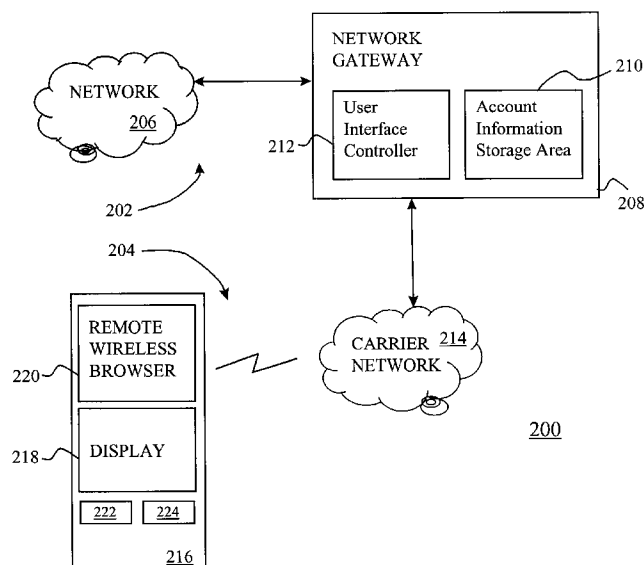 NETWORK
GATEWAY
210
NETWORK
206
User
Interface
Controller
Account
Information
Storage Area
212
202
208
204
REMOTE
WIRELESS
BROWSER
220
CARRIER
NETWORK
214
218
DISPLAY
200
222
224
216